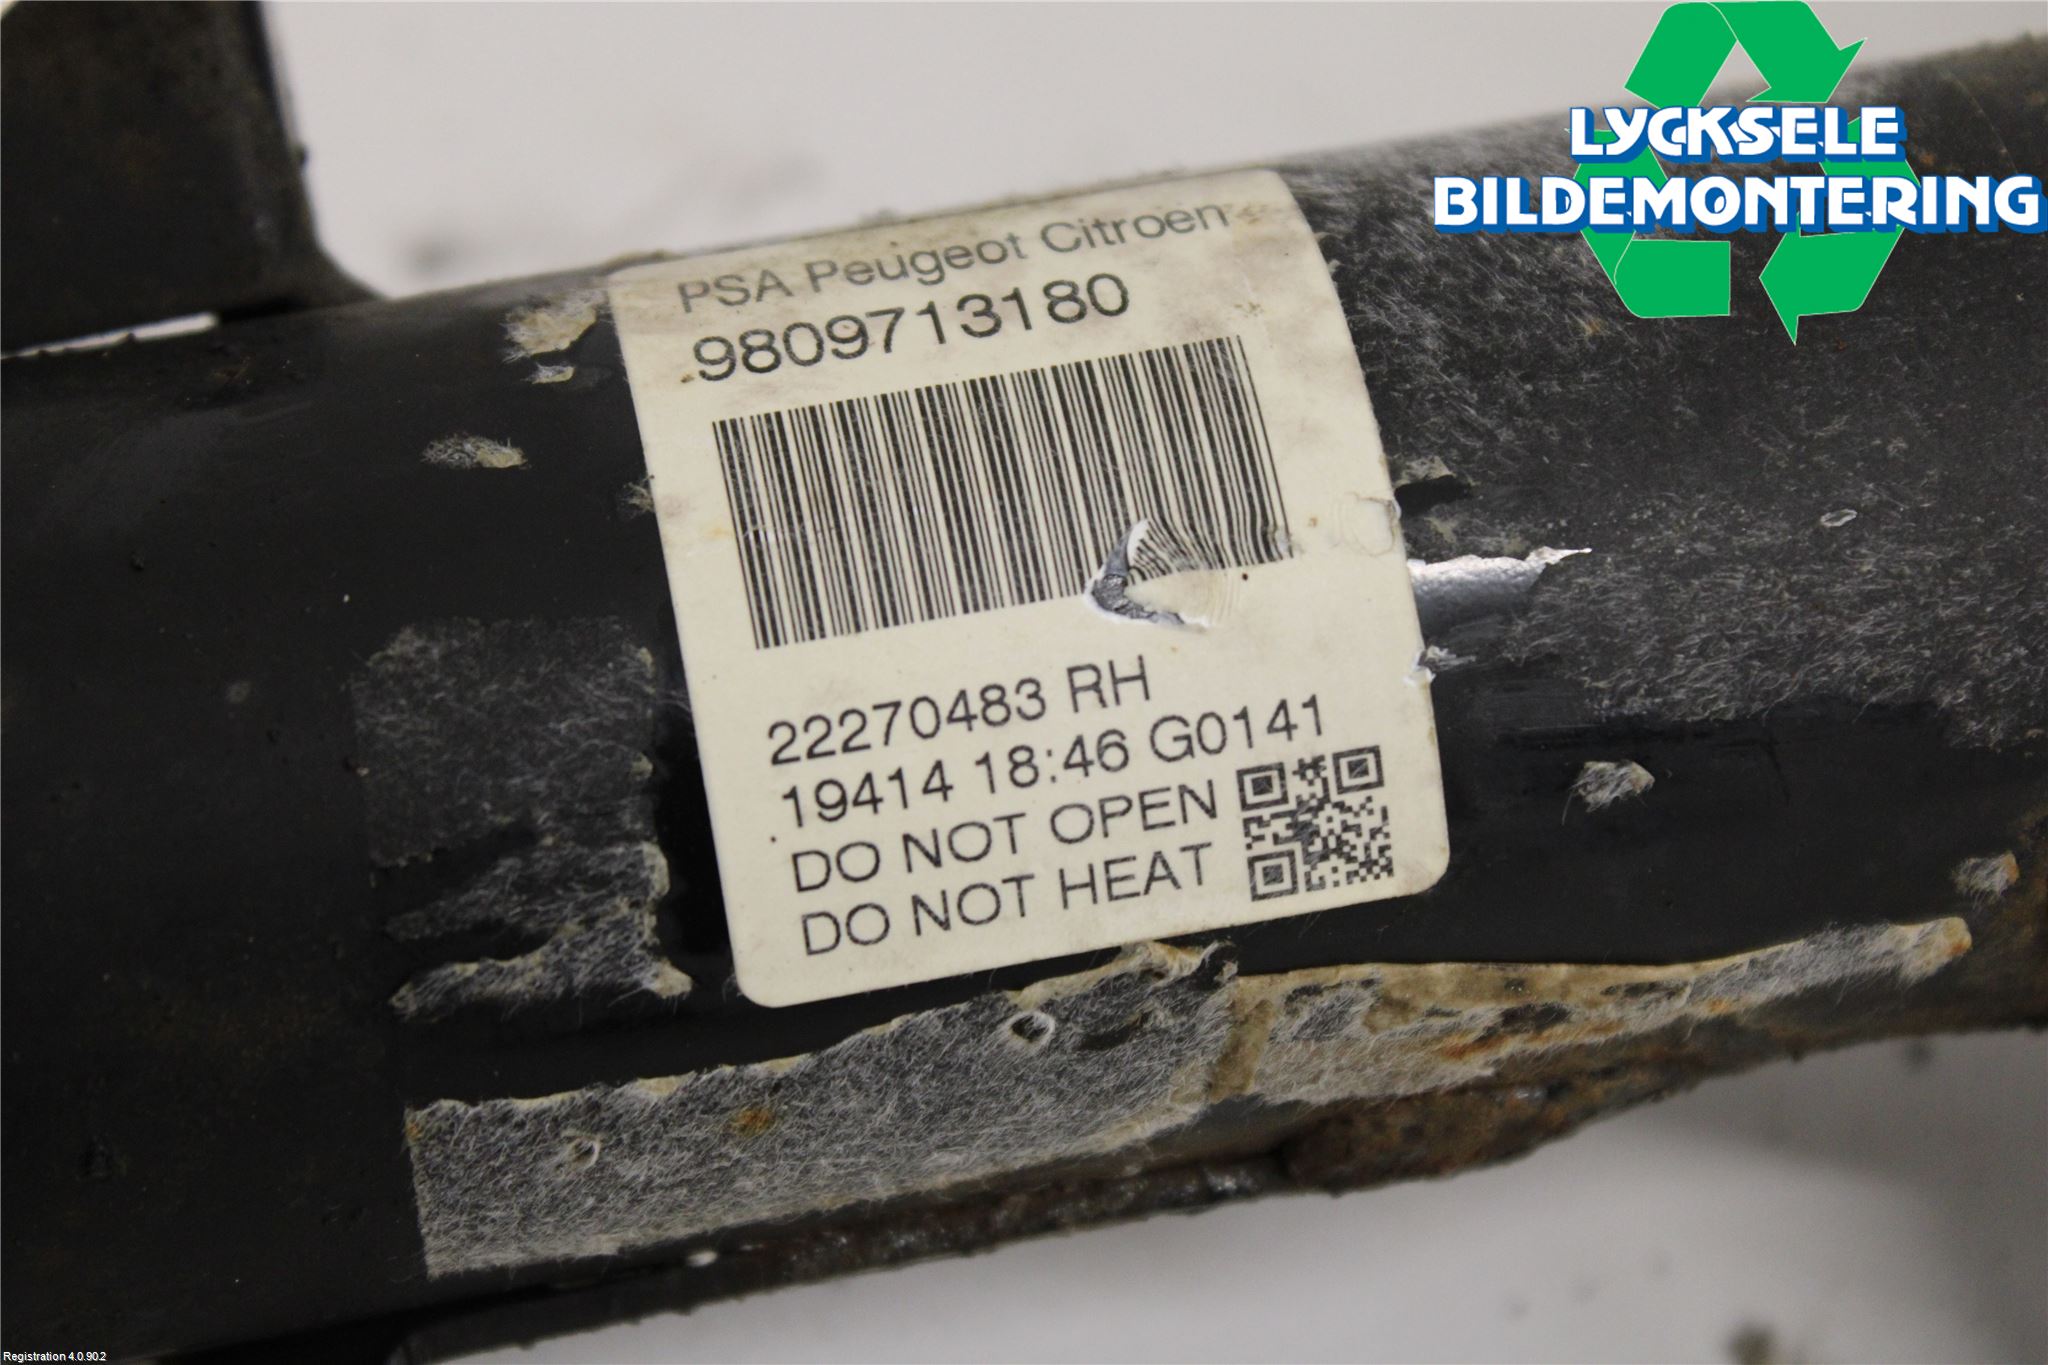 LYCKSELE
BILDEMONTERING
PSA Peugeot Citroen
9809713180
22270483 RH
19414 18:46 G0141
DO NOT OPEN
DO NOT HEAT
Registration 4.0.90.2